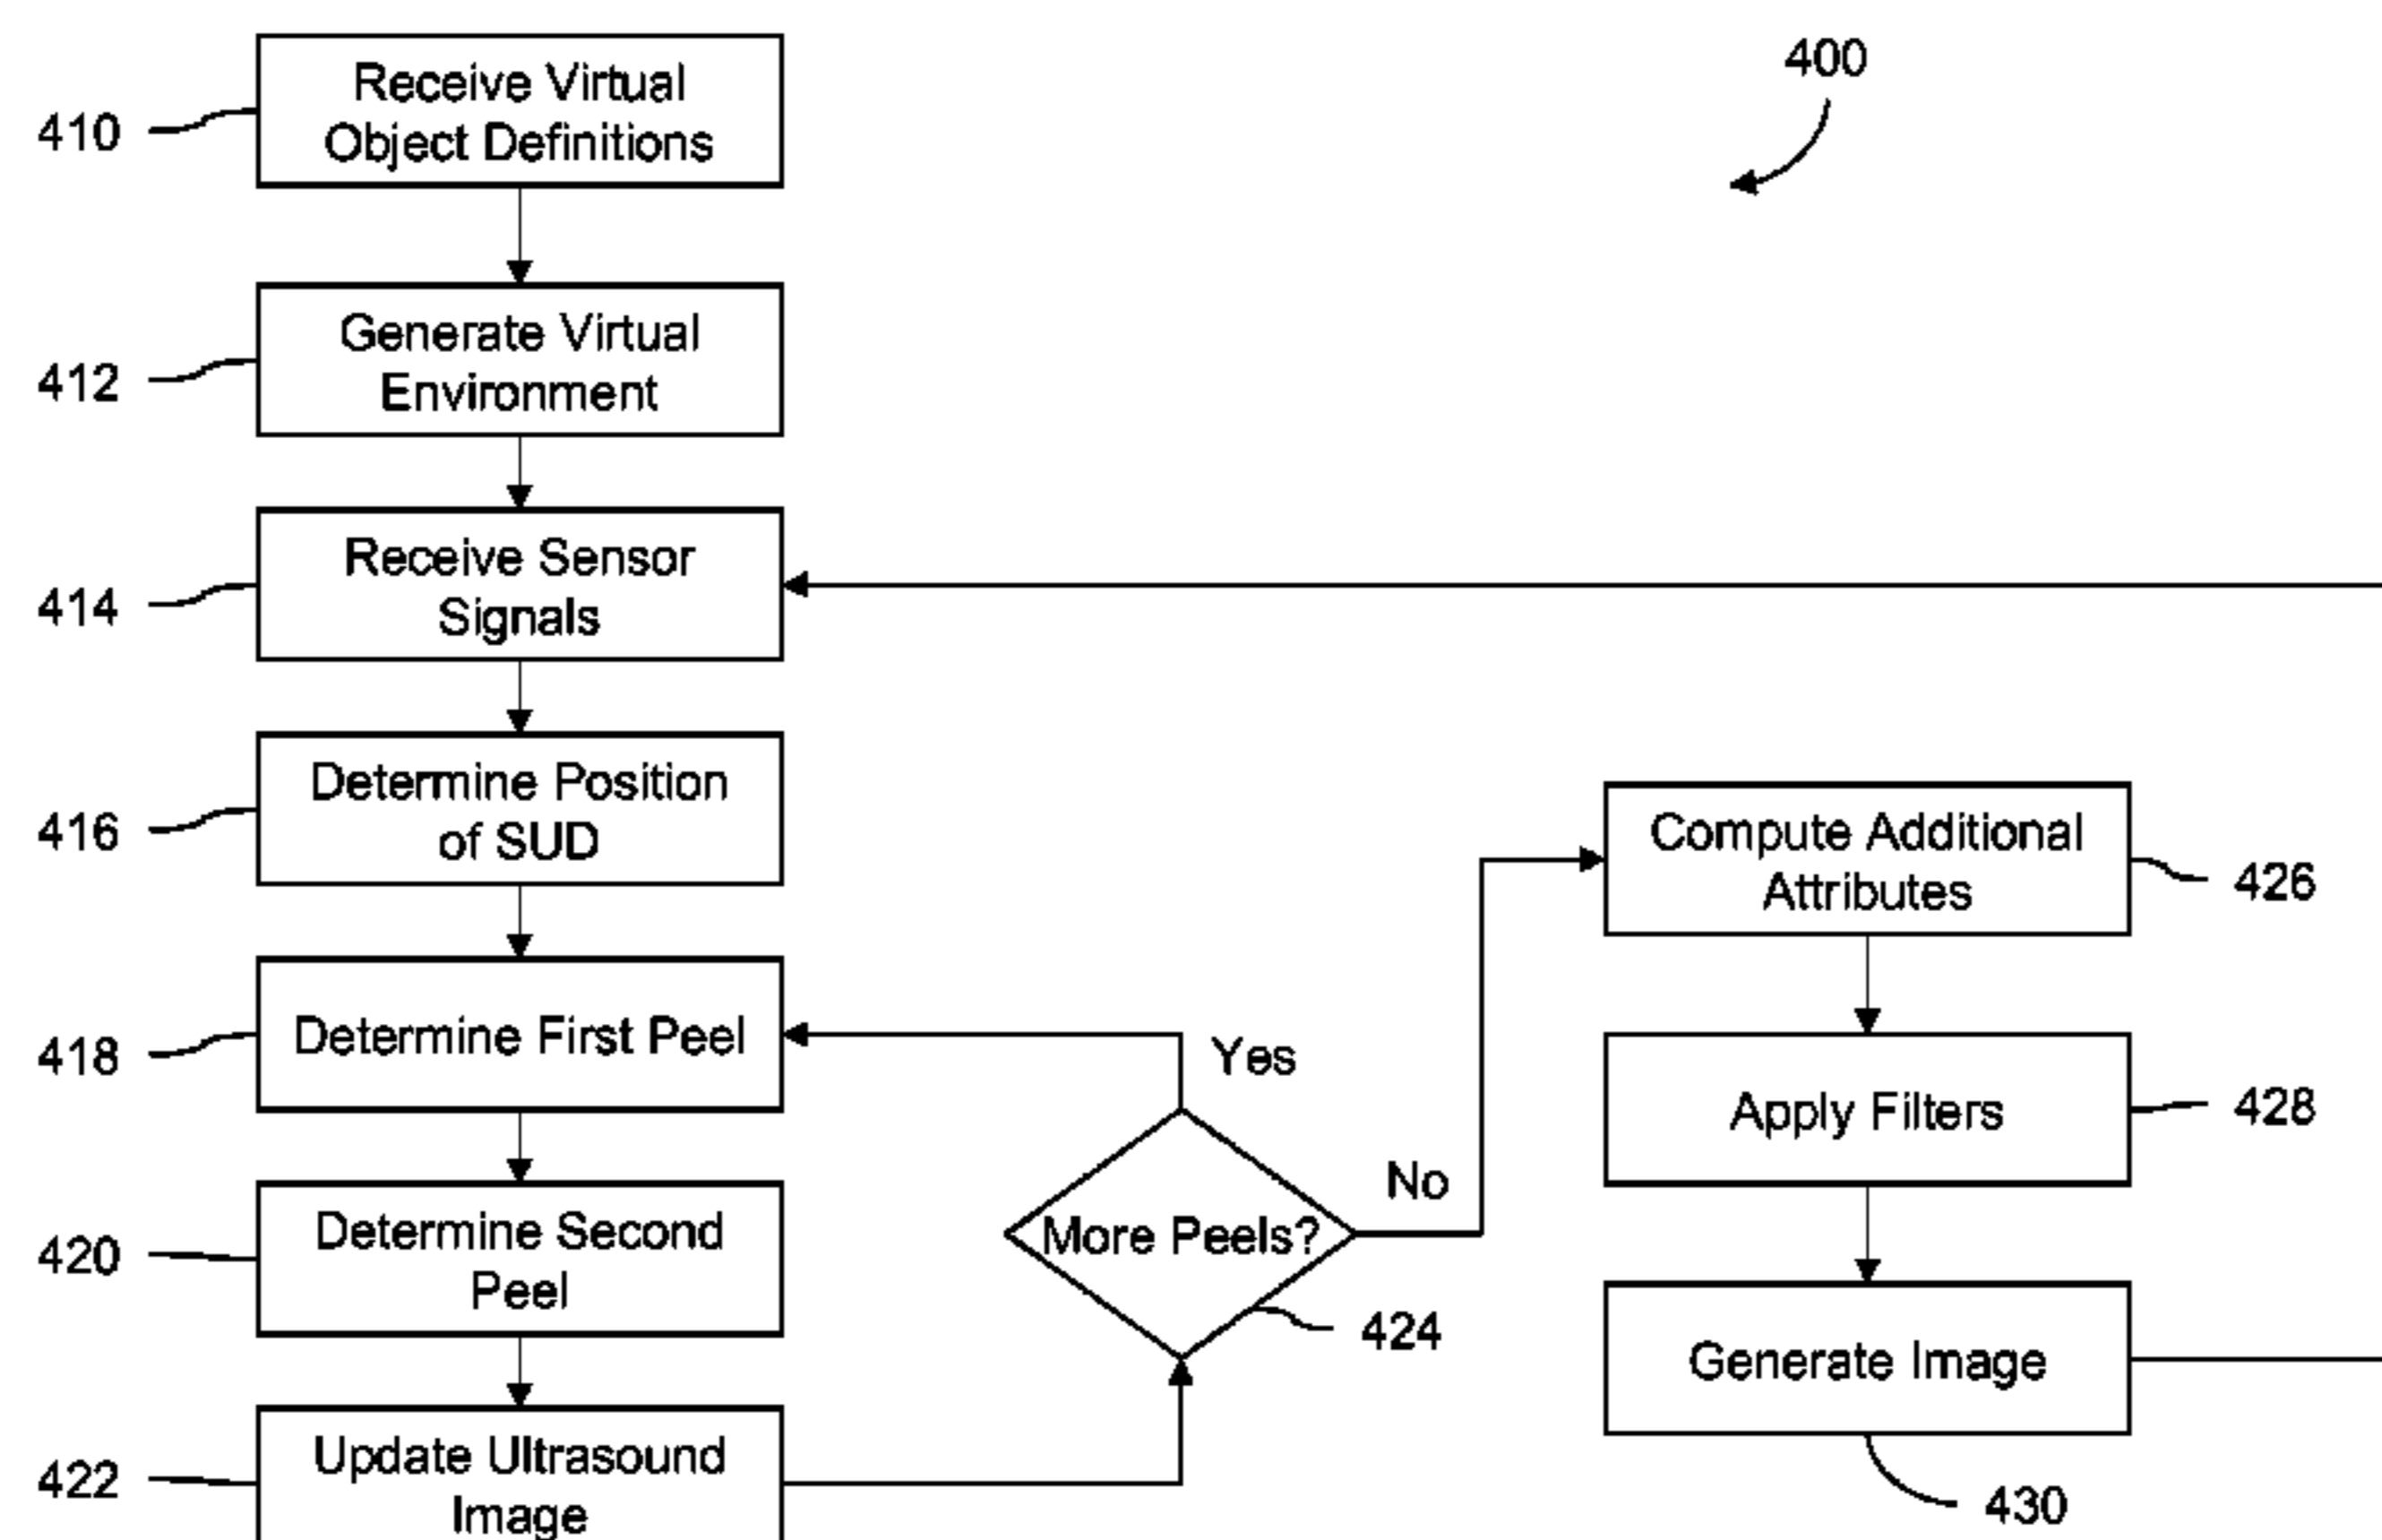 400
410
Receive Virtual
Object Definitions
412
Generate Virtual
Environment
414
Receive Sensor
Signals
416
Determine Position
of SUD
418
Determine First Peel
420
Determine Second
Peel
422
Update Ultrasound
Image
Yes
No
More Peels?
424
Compute Additional
Attributes
426
Apply Filters
428
Generate Image
430